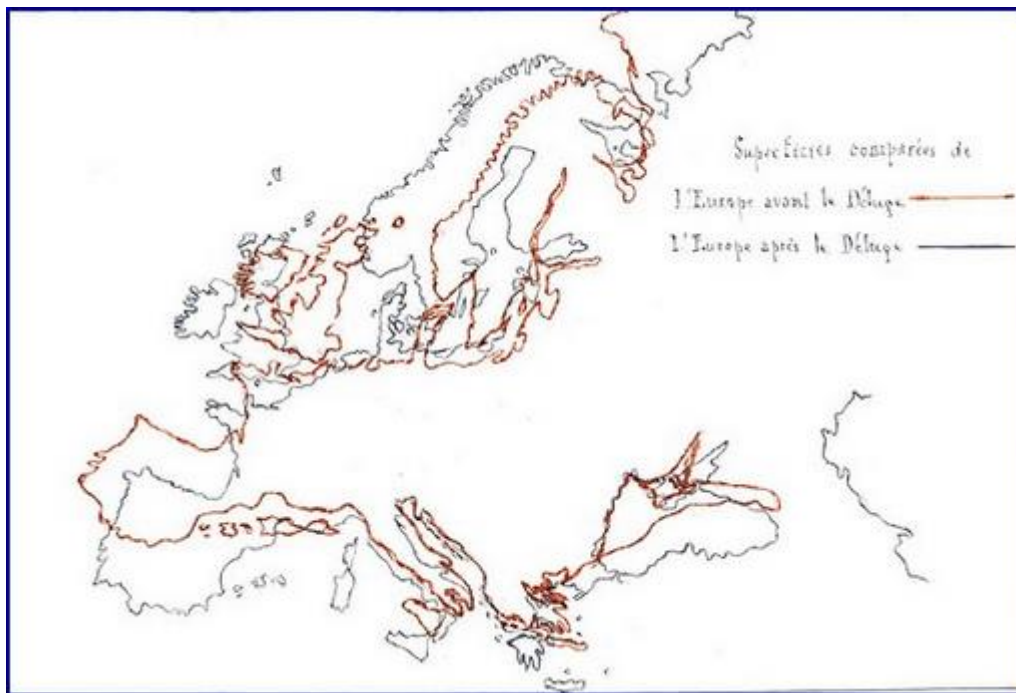 Superficies comparées de
l'Europe avant le Déluge
l'Europe après le Déluge